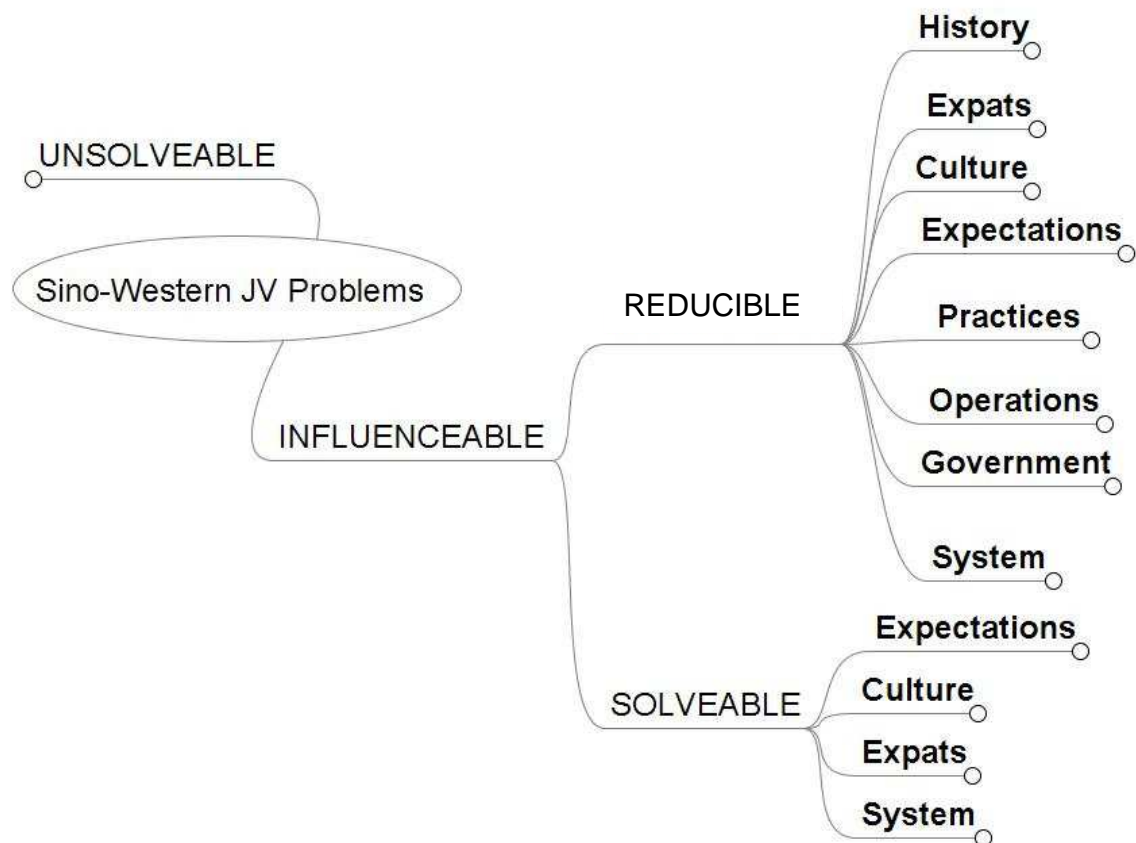 History
Expats
UNSOLVEABLE
Culture
Expectations
Sino-Western JV Problems
REDUCIBLE
Practices
Operations
INFLUENCEABLE
Government
System
Expectations
SOLVEABLE
Culture
Expats
System